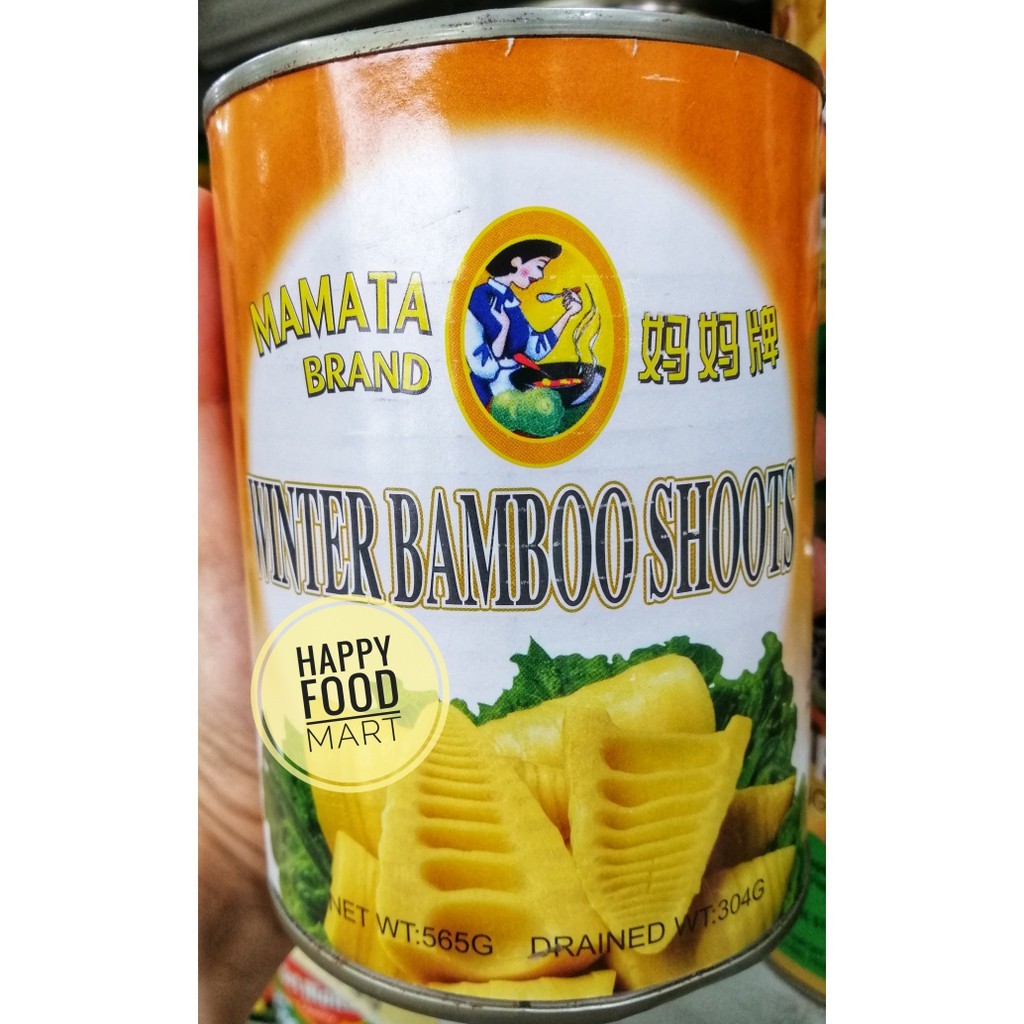 MAMATA
BRAND
妈妈牌
WINTER BAMBOO SHOOTS
HAPPY
FOOD
MART
NET WT:565G
DRAINED WT:304G